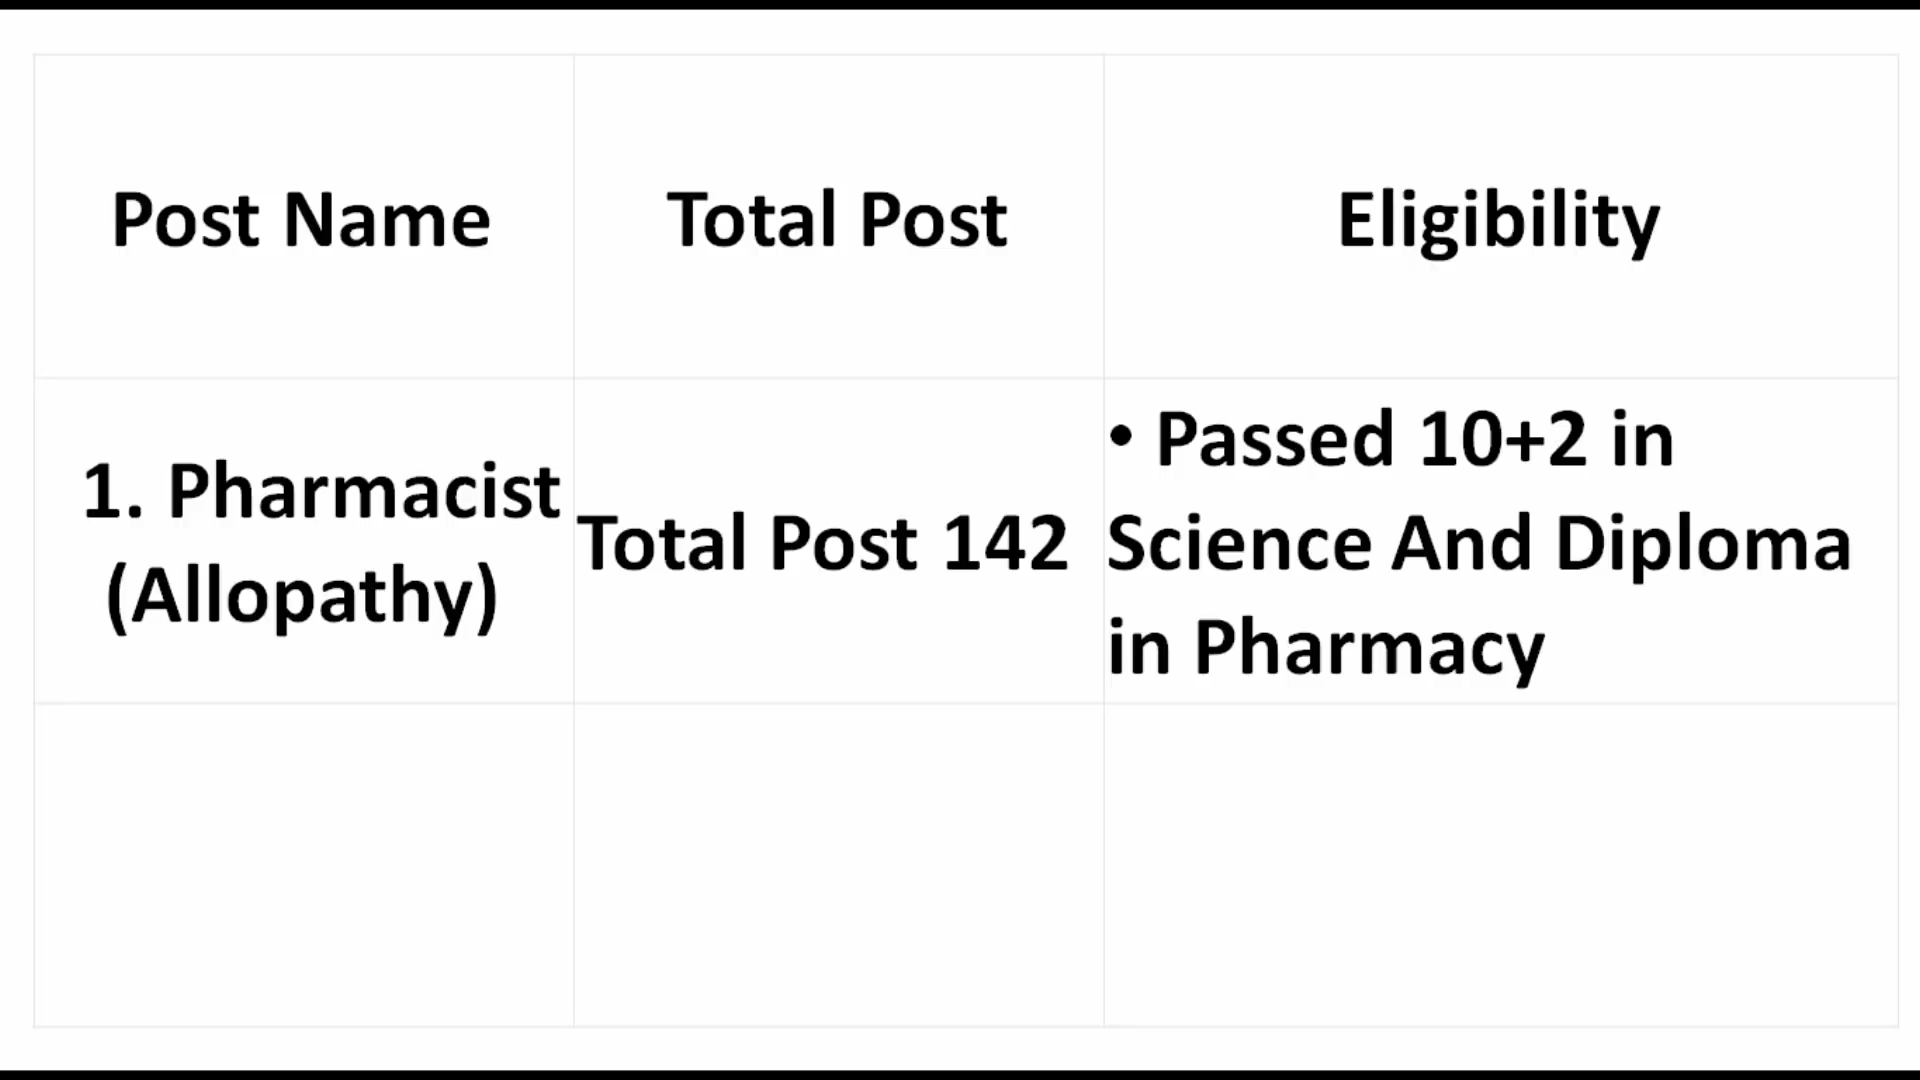 Post Name
Total Post
Eligibility
1. Pharmacist
(Allopathy)
Total Post 142
• Passed 10+2 in
Science And Diploma
in Pharmacy